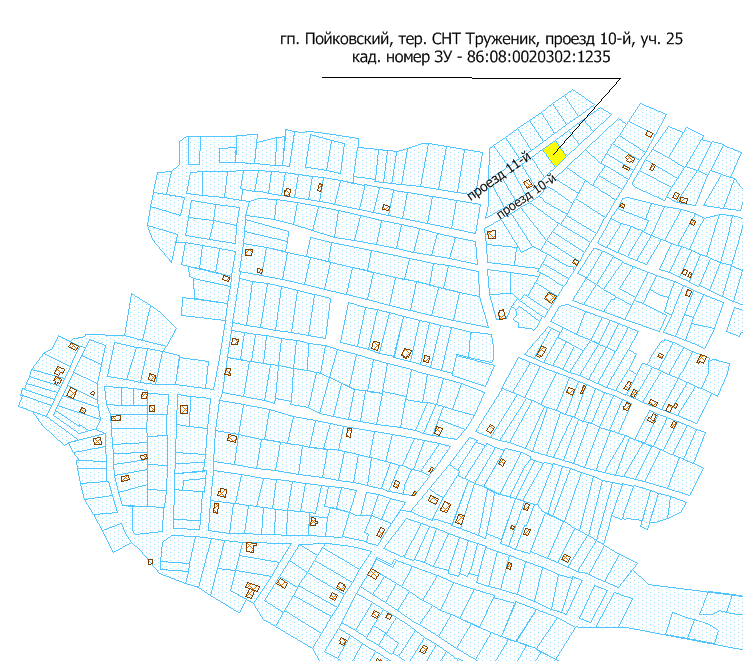 гп. Пойковский, тер. СНТ Труженик, проезд 10-й, уч. 25
кад. номер ЗУ - 86:08:0020302:1235
проезд 11-й
проезд 10-й